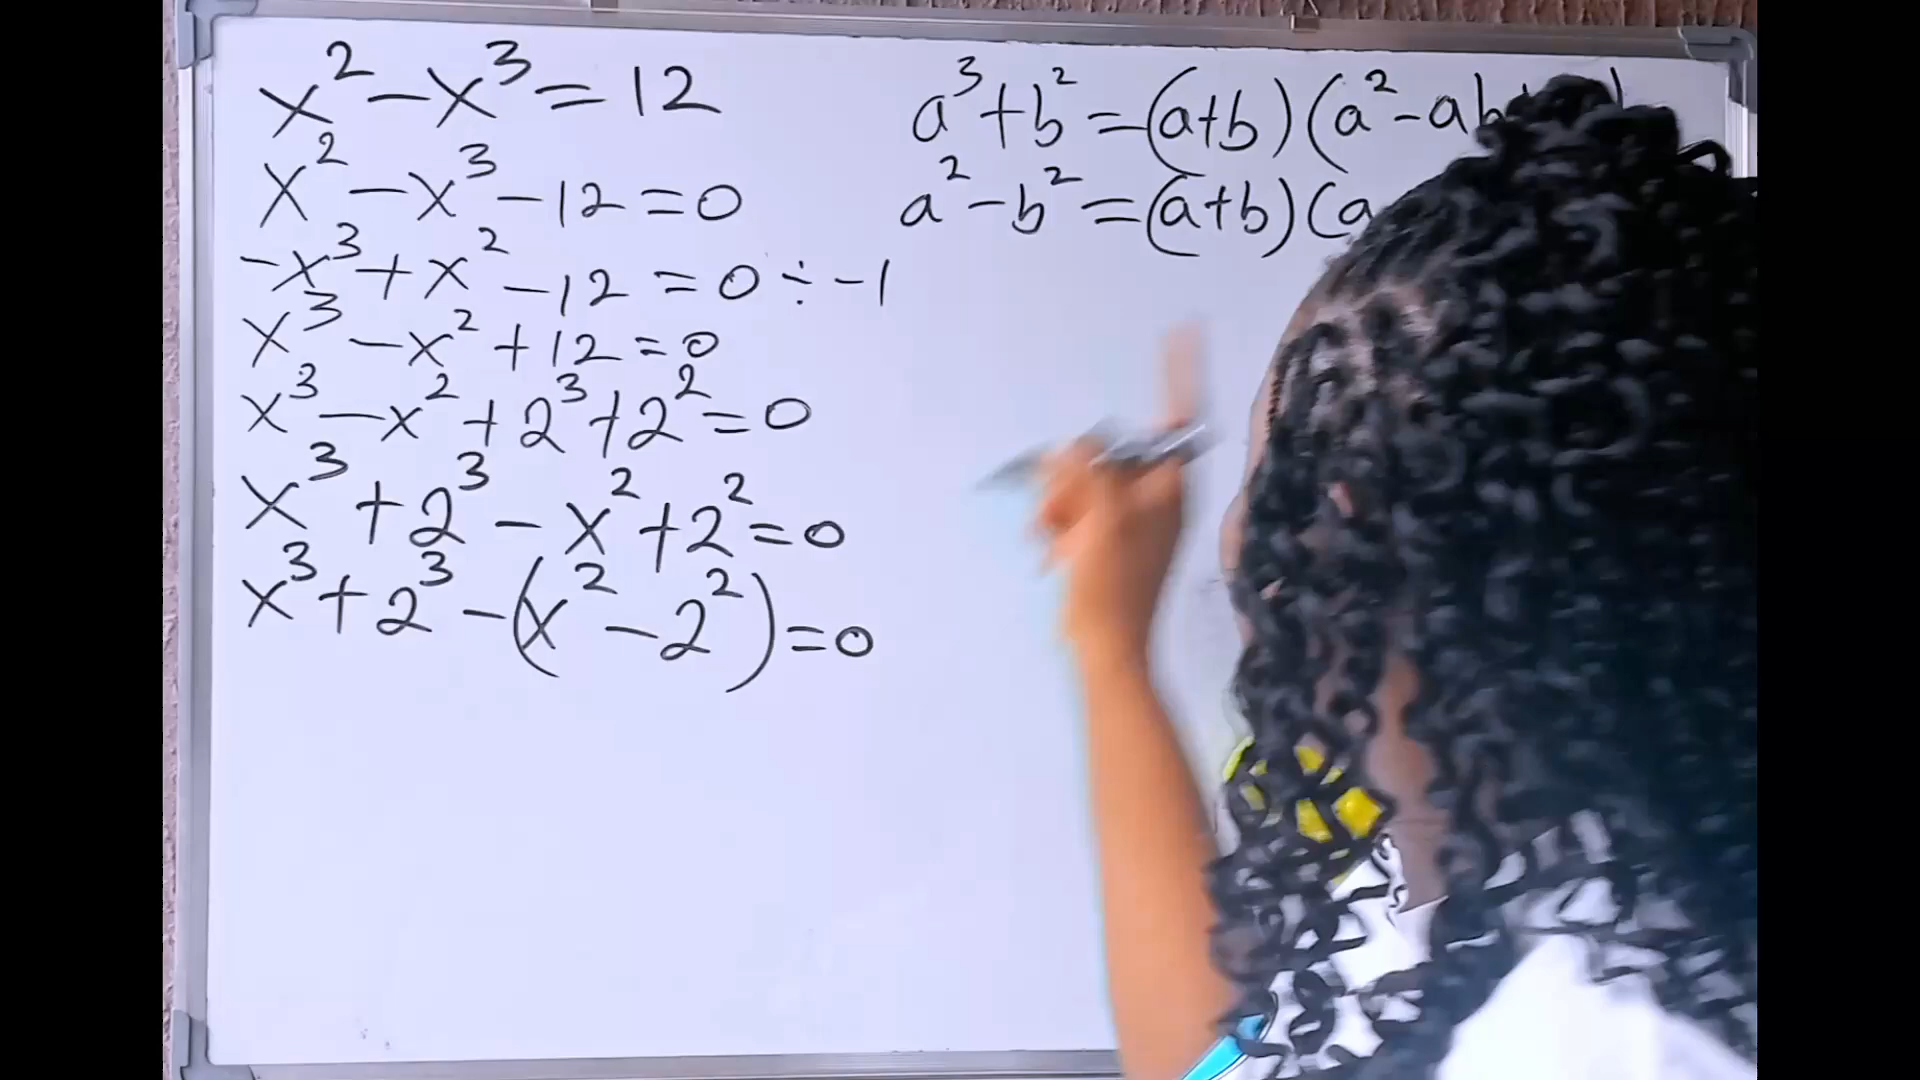 x² - x³ = 12
x² - x³ - 12 = 0
-x³ + x² - 12 = 0 ÷ -1
x³ - x² + 12 = 0
x³ - x² + 2³ + 2² = 0
x³ + 2³ - x² + 2² = 0
x³ + 2³ - (x² - 2²) = 0
a³ + b² = (a+b)(a² - ab
a² - b² = (a+b)(a